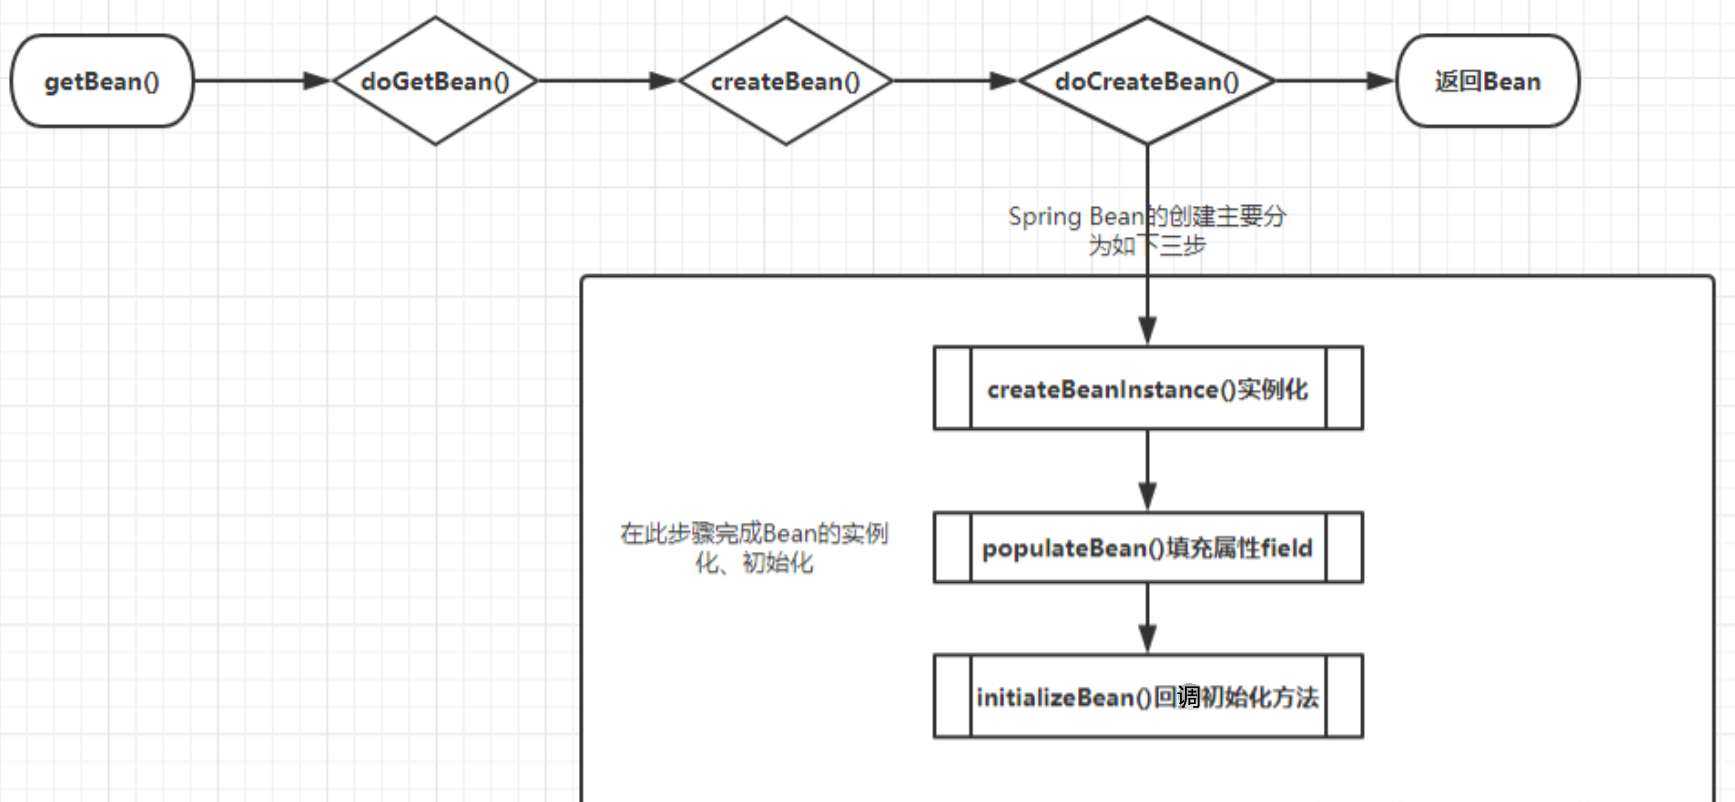 getBean()
doGetBean()
createBean()
doCreateBean()
返回Bean
Spring Bean的创建主要分
为如下三步
createBeanInstance()实例化
在此步骤完成Bean的实例
化、初始化
populateBean()填充属性field
initializeBean()回调初始化方法